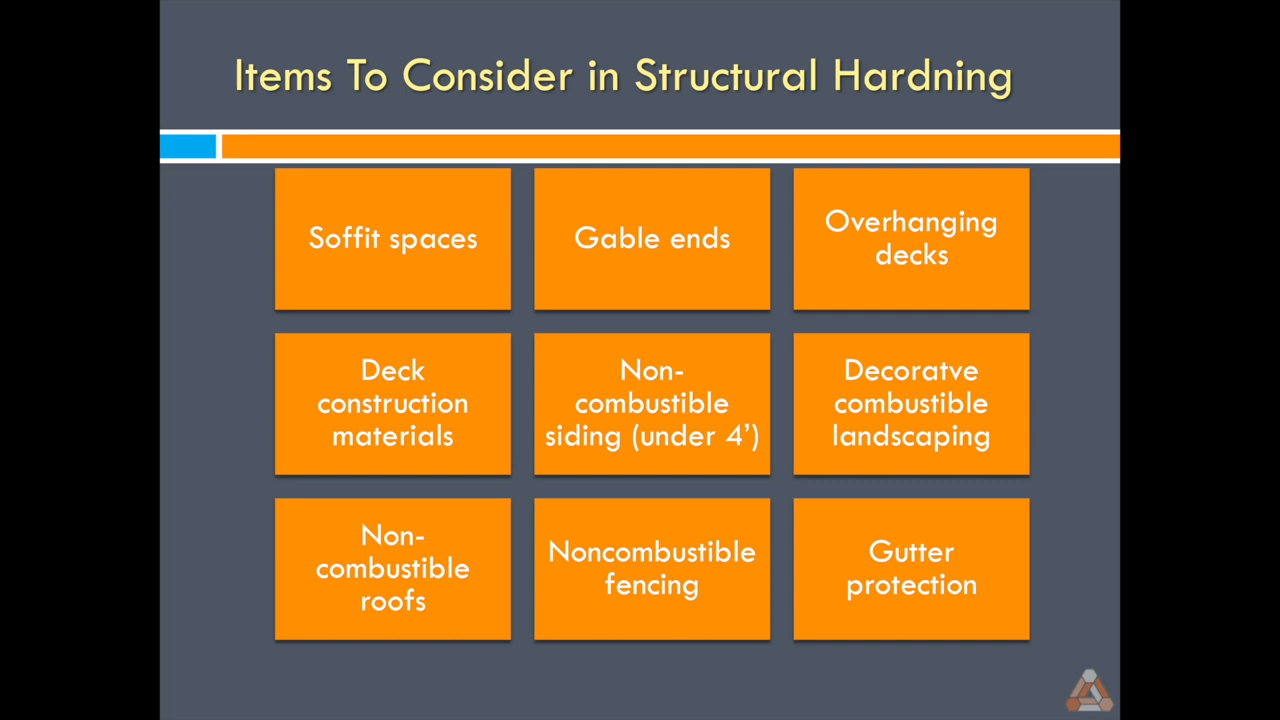 Items To Consider in Structural Hardning
Soffit spaces
Gable ends
Overhanging
decks
Deck
construction
materials
Non-
combustible
siding (under 4’)
Decoratve
combustible
landscaping
Non-
combustible
roofs
Noncombustible
fencing
Gutter
protection